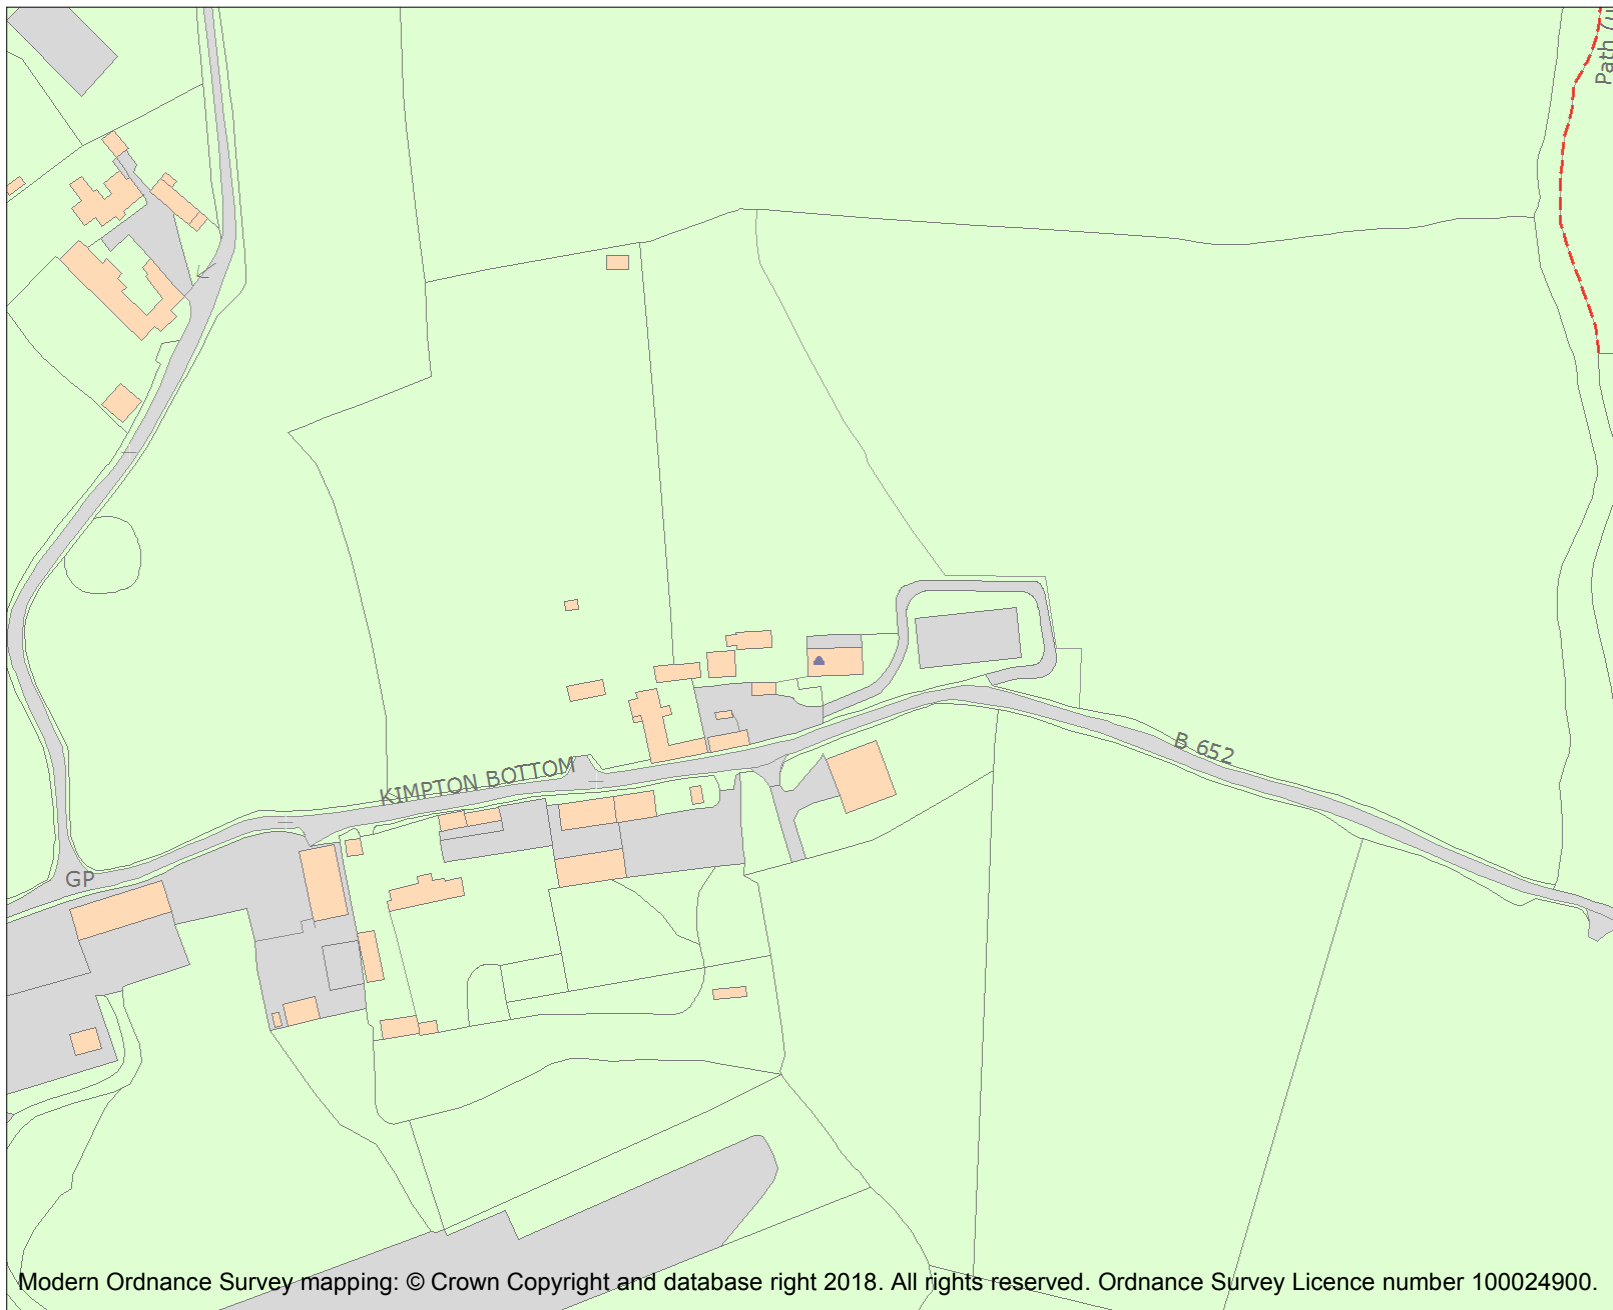 Path (u
B 652
KIMPTON BOTTOM
GP
Modern Ordnance Survey mapping: © Crown Copyright and database right 2018. All rights reserved. Ordnance Survey Licence number 100024900.